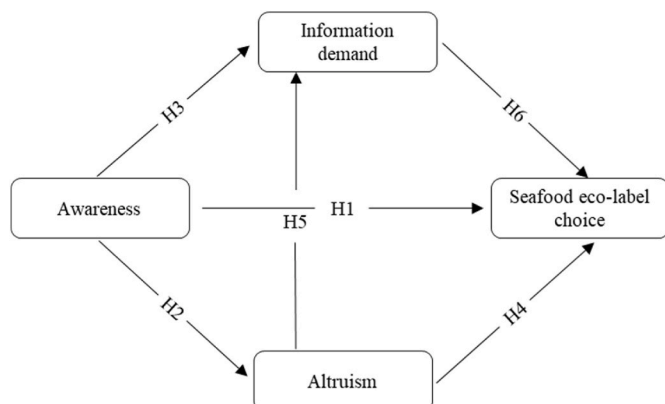 Information
demand
H3
H6
Awareness
H1
H5
Seafood eco-label
choice
H2
H4
Altruism